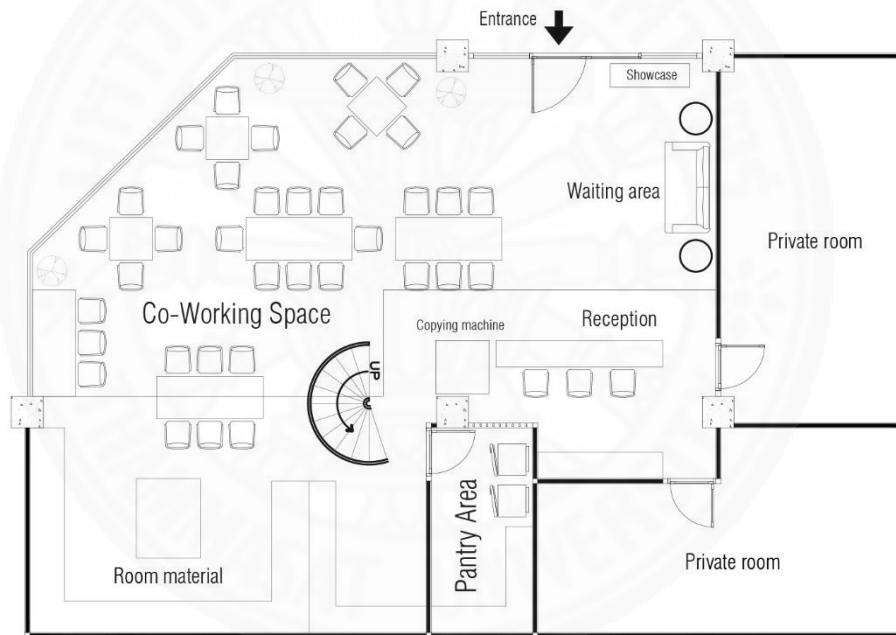 Entrance
Showcase
Waiting area
Private room
Co-Working Space
Copying machine
Reception
UP
Pantry Area
Room material
Private room